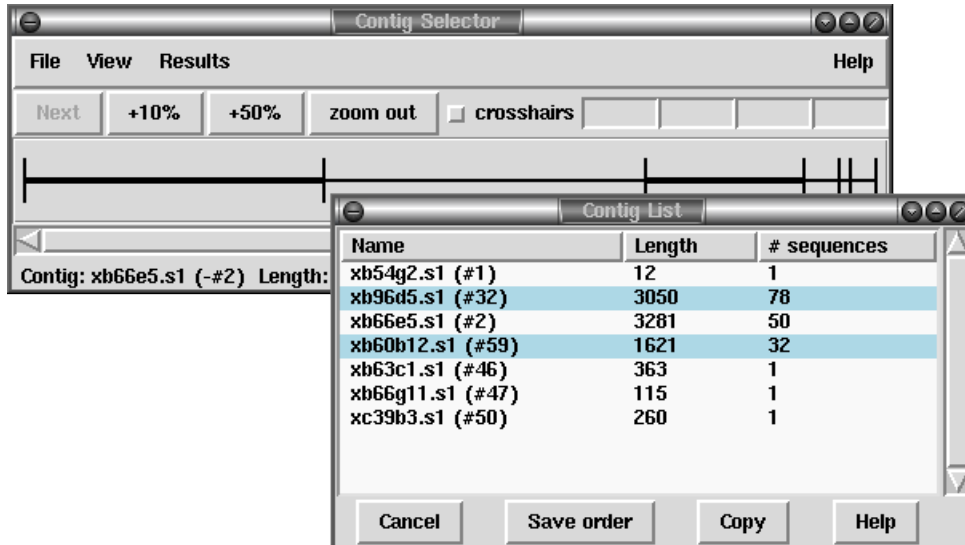 Contig Selector
File View Results Help
Next +10% +50% zoom out crosshairs
Contig: xb66e5.s1 (-#2) Length:
Contig List
Name Length # sequences
xb54g2.s1 (#1) 12 1
xb96d5.s1 (#32) 3050 78
xb66e5.s1 (#2) 3281 50
xb60b12.s1 (#59) 1621 32
xb63c1.s1 (#46) 363 1
xb66g11.s1 (#47) 115 1
xc39b3.s1 (#50) 260 1
Cancel Save order Copy Help